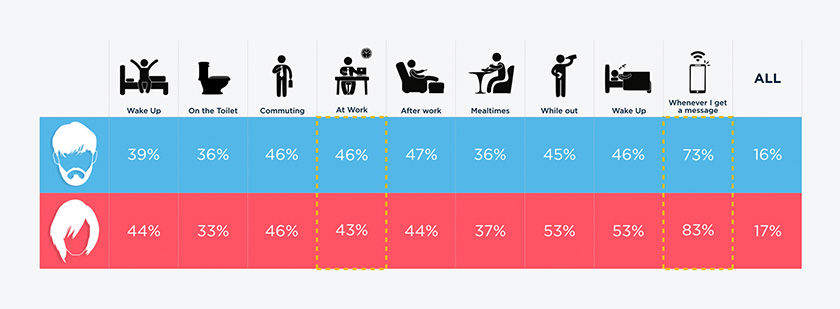 Wake Up
On the Toilet
Commuting
At Work
After work
Mealtimes
While out
Wake Up
Whenever I get
a message
ALL
39% 36% 46% 46% 47% 36% 45% 46% 73% 16%
44% 33% 46% 43% 44% 37% 53% 53% 83% 17%